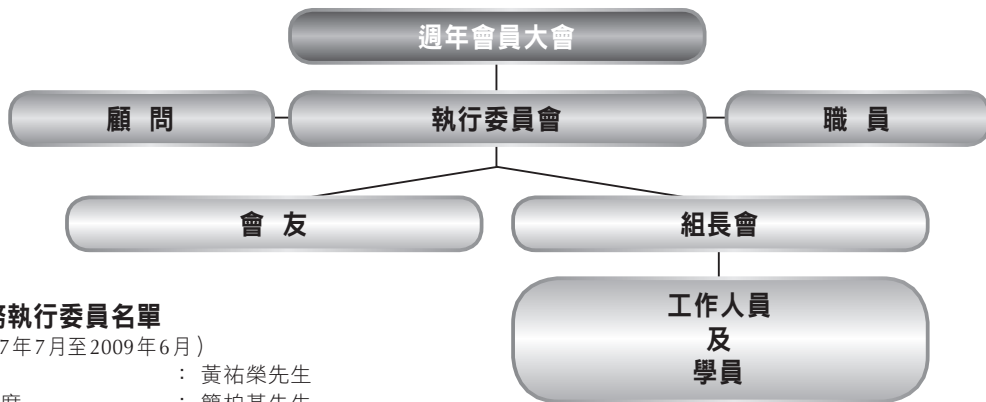 週年會員大會
顧 問
執行委員會
職 員
會 友
組長會
工作人員
及
學員
執行委員名單
7年7月至2009年6月）
： 黃祐榮先生